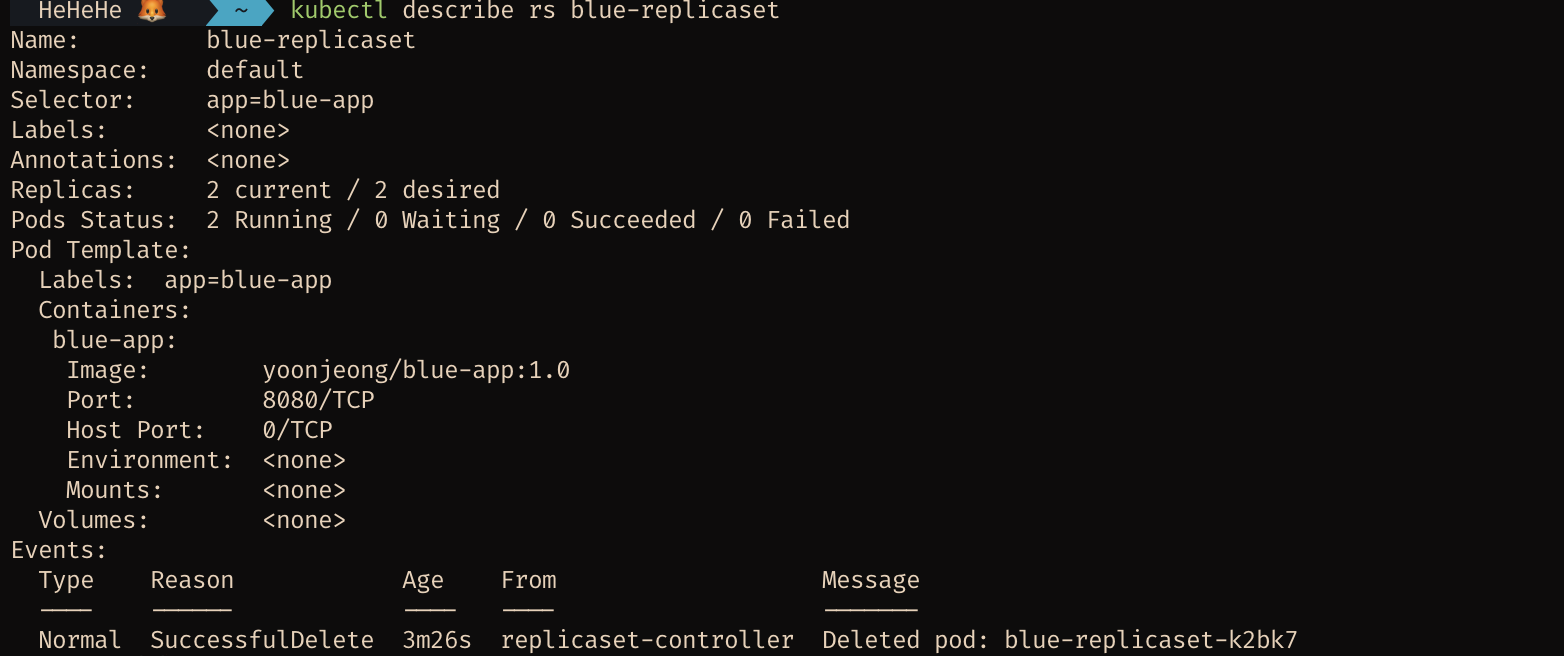 HeHeHe 🦊 ~ kubectl describe rs blue-replicaset
Name:         blue-replicaset
Namespace:    default
Selector:     app=blue-app
Labels:       <none>
Annotations:  <none>
Replicas:     2 current / 2 desired
Pods Status:  2 Running / 0 Waiting / 0 Succeeded / 0 Failed
Pod Template:
  Labels:  app=blue-app
  Containers:
   blue-app:
    Image:        yoonjeong/blue-app:1.0
    Port:         8080/TCP
    Host Port:    0/TCP
    Environment:  <none>
    Mounts:       <none>
  Volumes:        <none>
Events:
  Type    Reason            Age   From                   Message
  ----    ------            ----  ----                   -------
  Normal  SuccessfulDelete  3m26s  replicaset-controller  Deleted pod: blue-replicaset-k2bk7